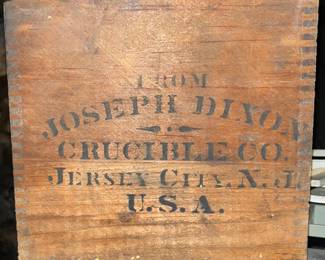 FROM
JOSEPH DIXON
CRUCIBLE CO.
JERSEY CITY, N. J.
U.S.A.